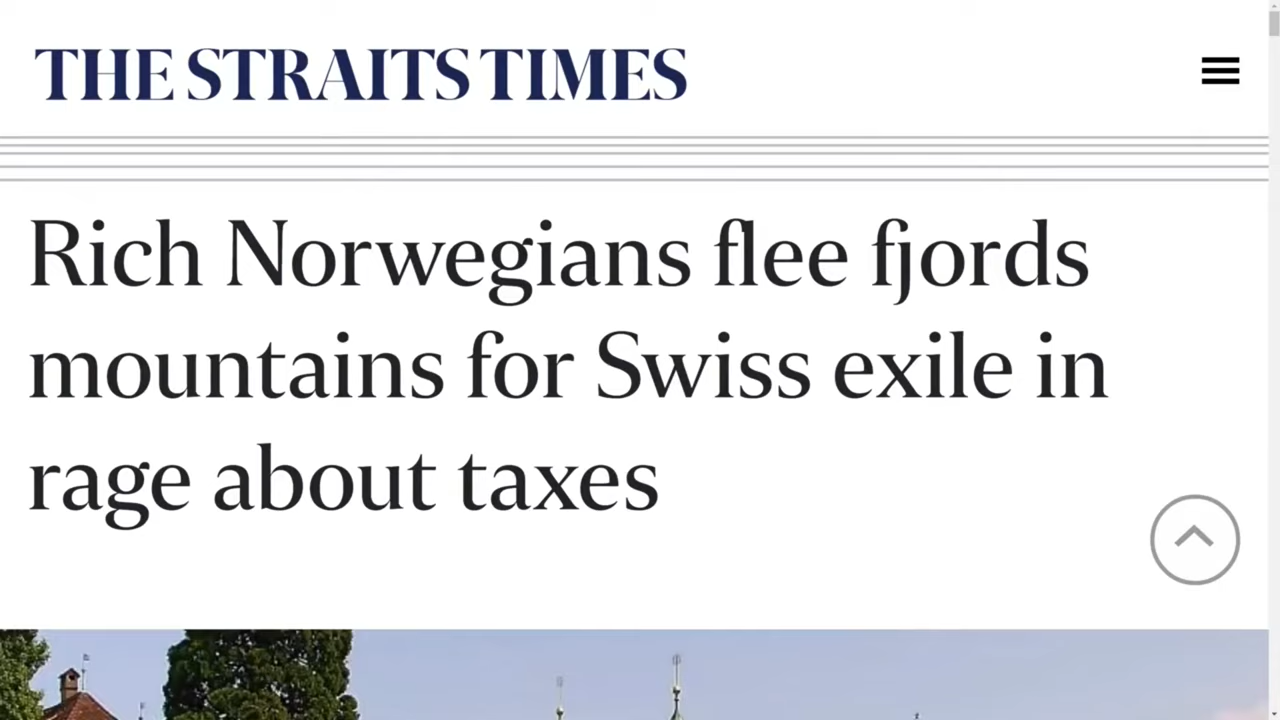 THE STRAITS TIMES
Rich Norwegians flee fjords
mountains for Swiss exile in
rage about taxes